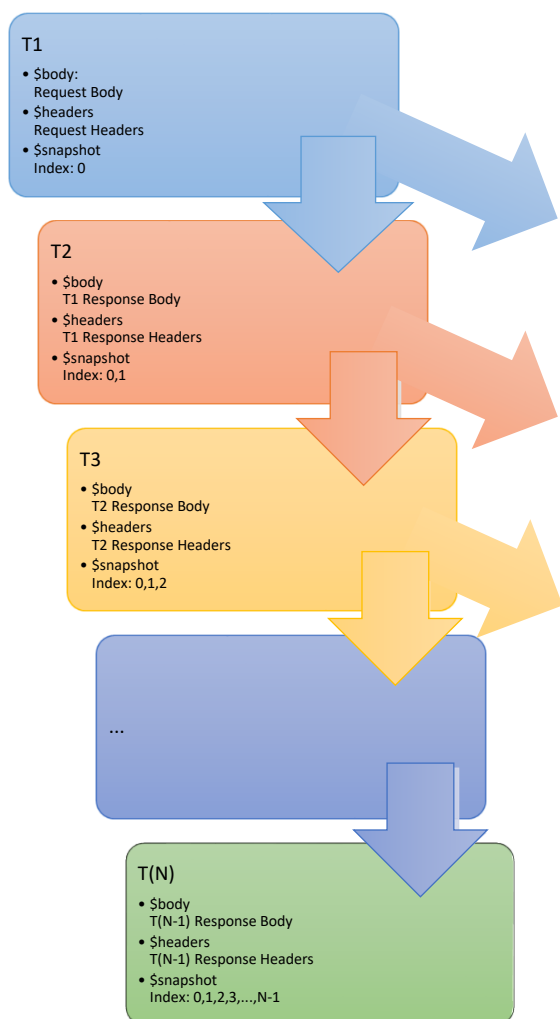 T1
• $body:
Request Body
• $headers
Request Headers
• $snapshot
Index: 0
T2
• $body
T1 Response Body
• $headers
T1 Response Headers
• $snapshot
Index: 0,1
T3
• $body
T2 Response Body
• $headers
T2 Response Headers
• $snapshot
Index: 0,1,2
...
T(N)
• $body
T(N-1) Response Body
• $headers
T(N-1) Response Headers
• $snapshot
Index: 0,1,2,3,...,N-1